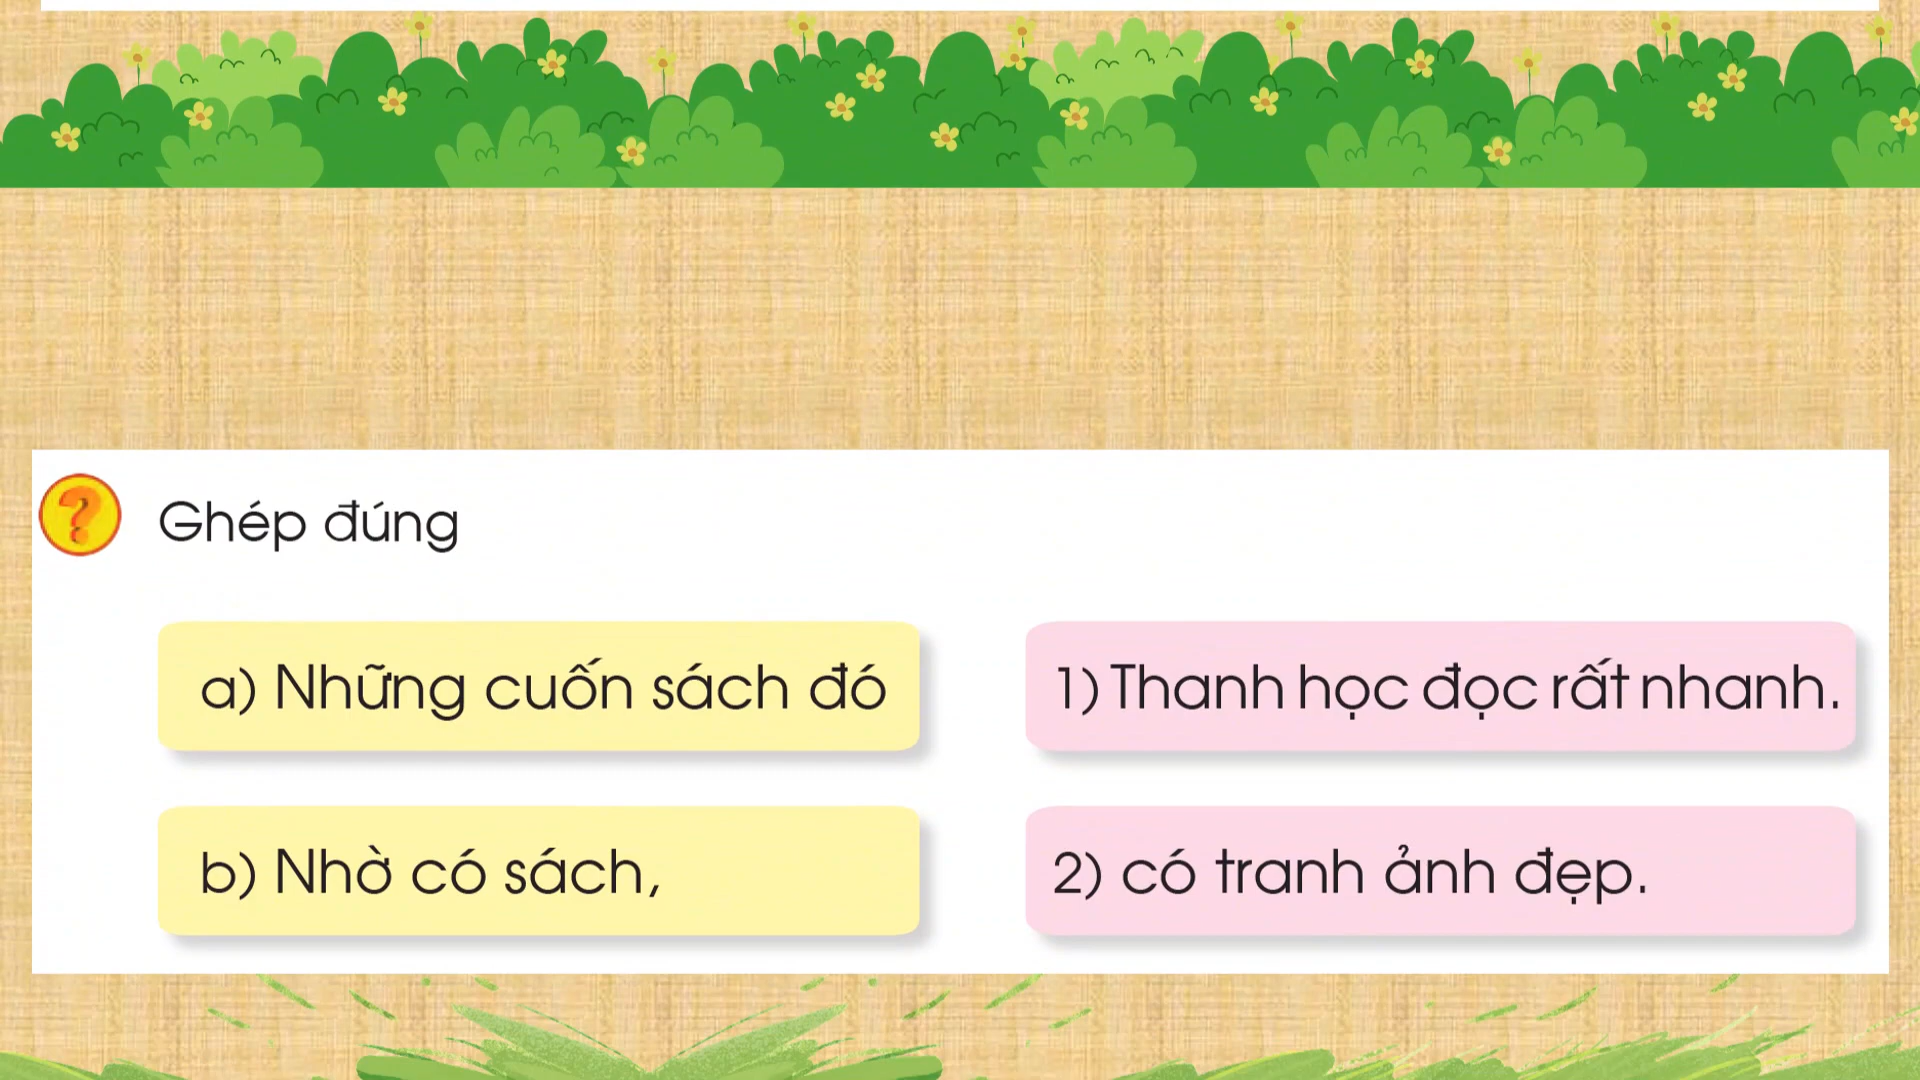 Ghép đúng
a) Những cuốn sách đó
1) Thanh học đọc rất nhanh.
b) Nhờ có sách,
2) có tranh ảnh đẹp.